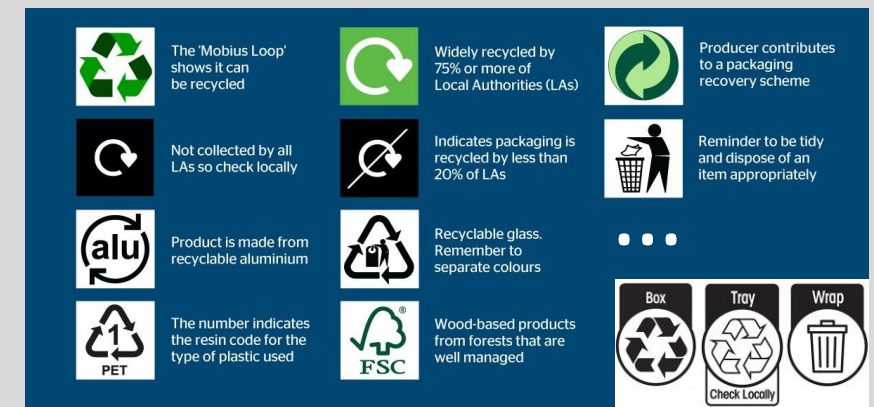 The 'Mobius Loop'
shows it can
be recycled
Widely recycled by
75% or more of
Local Authorities (LAs)
Producer contributes
to a packaging
recovery scheme
Not collected by all
LAs so check locally
Indicates packaging is
recycled by less than
20% of LAs
Reminder to be tidy
and dispose of an
item appropriately
alu
Product is made from
recyclable aluminium
Recyclable glass.
Remember to
separate colours
...
1
PET
The number indicates
the resin code for the
type of plastic used
®
FSC
Wood-based products
from forests that are
well managed
Box
Tray
Wrap
Check Locally